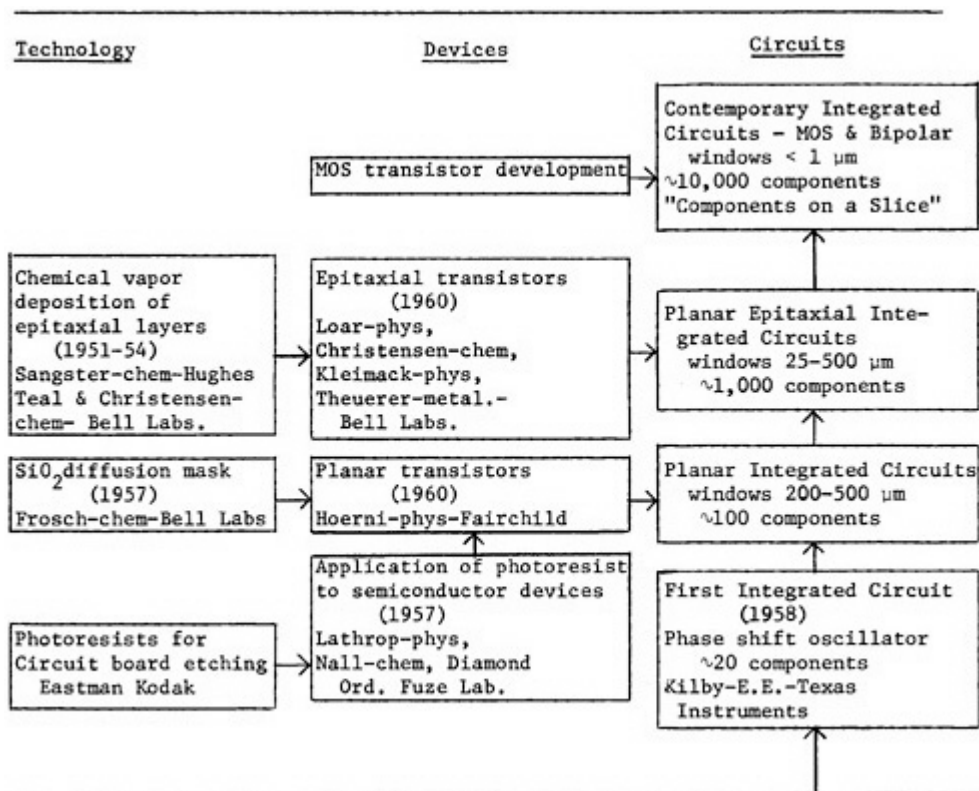 Technology
Devices
Circuits
Contemporary Integrated
Circuits - MOS & Bipolar
windows < 1 µm
~10,000 components
"Components on a Slice"
MOS transistor development
Chemical vapor
deposition of
epitaxial layers
(1951-54)
Sangster-chem-Hughes
Teal & Christensen-
chem- Bell Labs.
Epitaxial transistors
(1960)
Loar-phys,
Christensen-chem,
Kleimack-phys,
Theuerer-metal.-
Bell Labs.
Planar Epitaxial Inte-
grated Circuits
windows 25-500 µm
~1,000 components
SiO2 diffusion mask
(1957)
Frosch-chem-Bell Labs
Planar transistors
(1960)
Hoerni-phys-Fairchild
Planar Integrated Circuits
windows 200-500 µm
~100 components
Photoresists for
Circuit board etching
Eastman Kodak
Application of photoresist
to semiconductor devices
(1957)
Lathrop-phys,
Nall-chem, Diamond
Ord. Fuze Lab.
First Integrated Circuit
(1958)
Phase shift oscillator
~20 components
Kilby-E.E.-Texas
Instruments